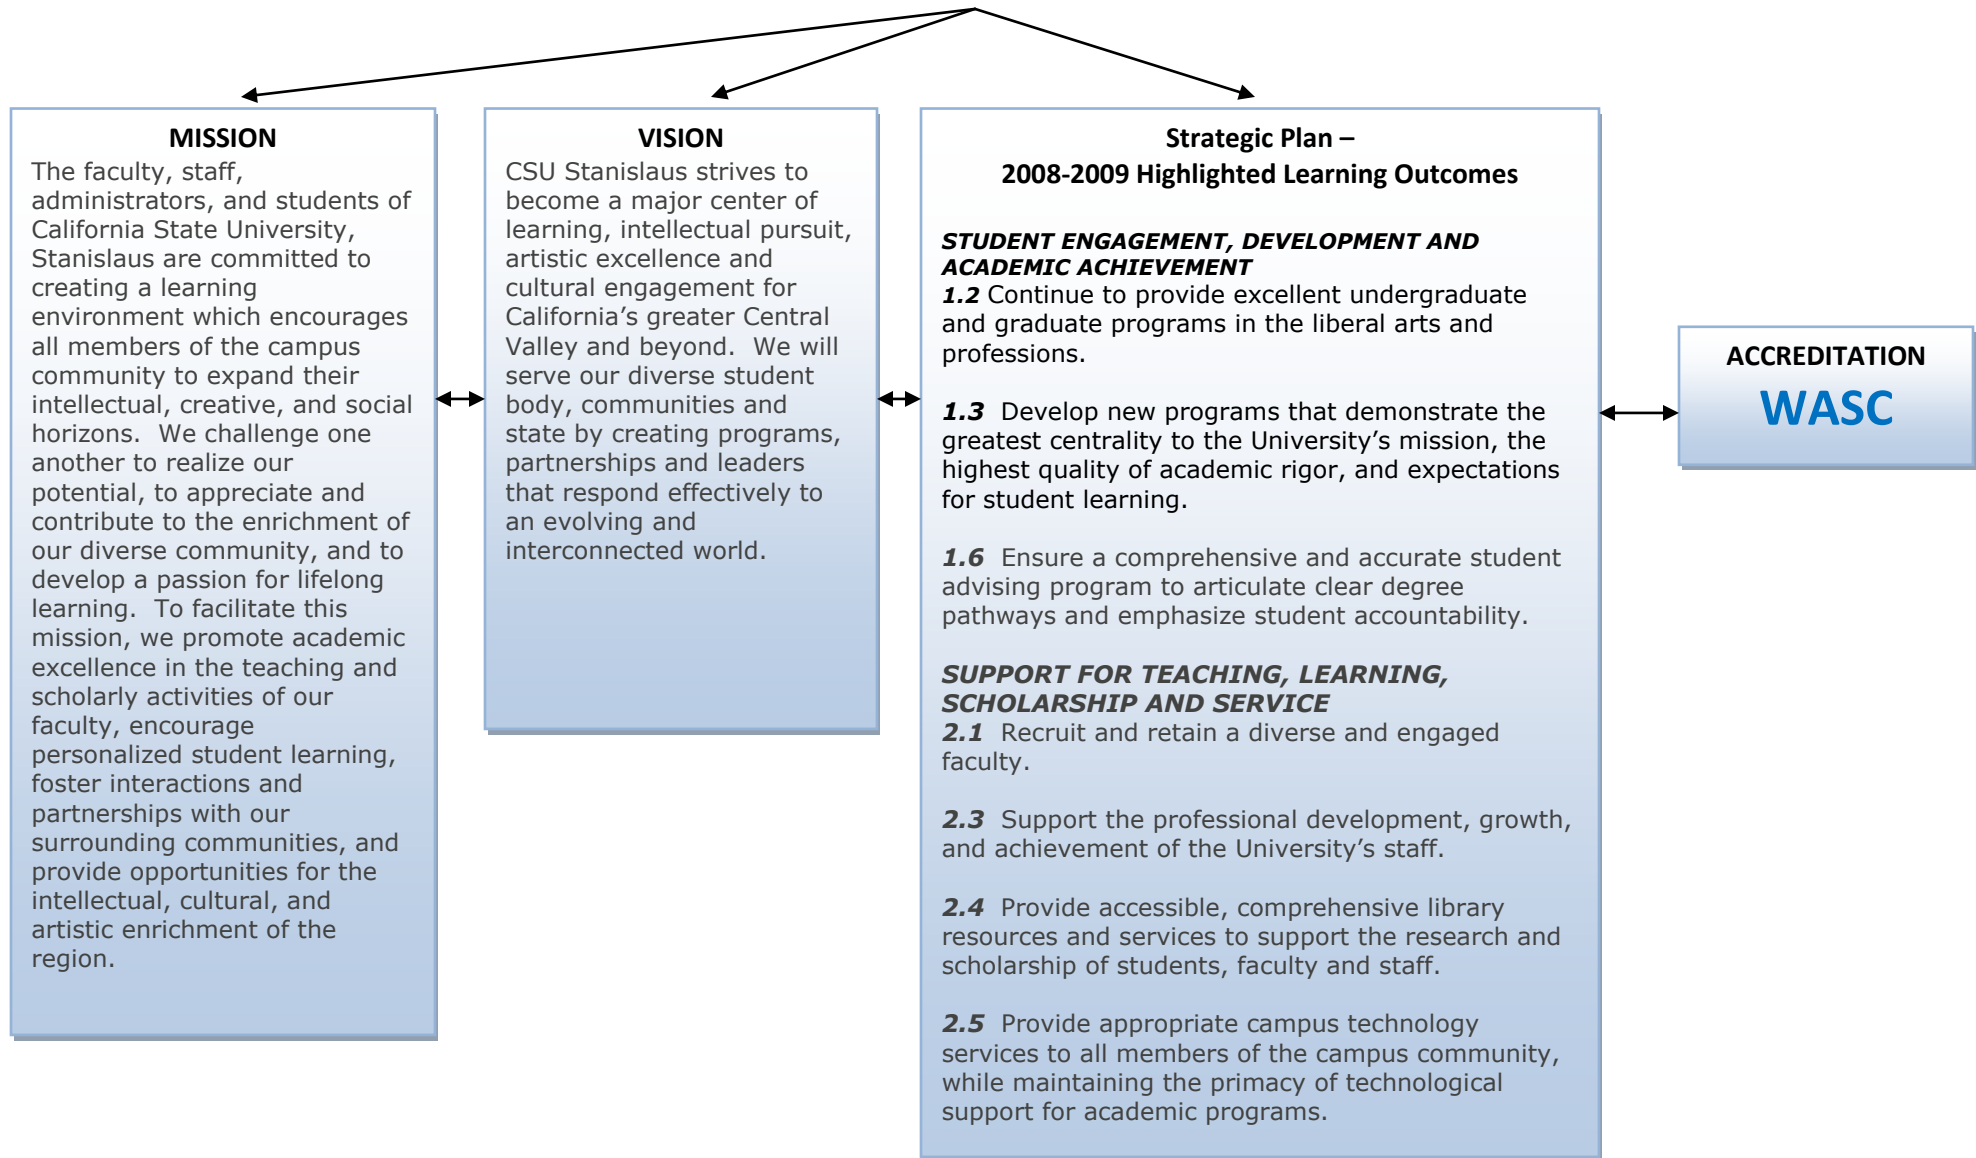 MISSION
The faculty, staff,
administrators, and students of
California State University,
Stanislaus are committed to
creating a learning
environment which encourages
all members of the campus
community to expand their
intellectual, creative, and social
horizons.  We challenge one
another to realize our
potential, to appreciate and
contribute to the enrichment of
our diverse community, and to
develop a passion for lifelong
learning.  To facilitate this
mission, we promote academic
excellence in the teaching and
scholarly activities of our
faculty, encourage
personalized student learning,
foster interactions and
partnerships with our
surrounding communities, and
provide opportunities for the
intellectual, cultural, and
artistic enrichment of the
region.
VISION
CSU Stanislaus strives to
become a major center of
learning, intellectual pursuit,
artistic excellence and
cultural engagement for
California’s greater Central
Valley and beyond.  We will
serve our diverse student
body, communities and
state by creating programs,
partnerships and leaders
that respond effectively to
an evolving and
interconnected world.
Strategic Plan –
2008-2009 Highlighted Learning Outcomes
STUDENT ENGAGEMENT, DEVELOPMENT AND
ACADEMIC ACHIEVEMENT
1.2 Continue to provide excellent undergraduate
and graduate programs in the liberal arts and
professions.
1.3  Develop new programs that demonstrate the
greatest centrality to the University’s mission, the
highest quality of academic rigor, and expectations
for student learning.
1.6  Ensure a comprehensive and accurate student
advising program to articulate clear degree
pathways and emphasize student accountability.
SUPPORT FOR TEACHING, LEARNING,
SCHOLARSHIP AND SERVICE
2.1  Recruit and retain a diverse and engaged
faculty.
2.3  Support the professional development, growth,
and achievement of the University’s staff.
2.4  Provide accessible, comprehensive library
resources and services to support the research and
scholarship of students, faculty and staff.
2.5  Provide appropriate campus technology
services to all members of the campus community,
while maintaining the primacy of technological
support for academic programs.
ACCREDITATION
WASC